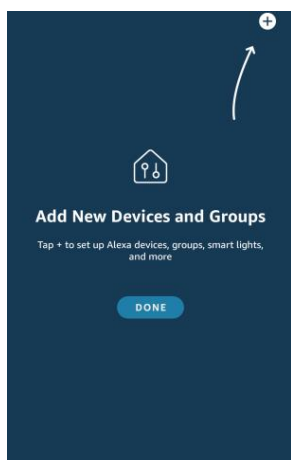 Add New Devices and Groups
Tap + to set up Alexa devices, groups, smart lights,
and more
DONE